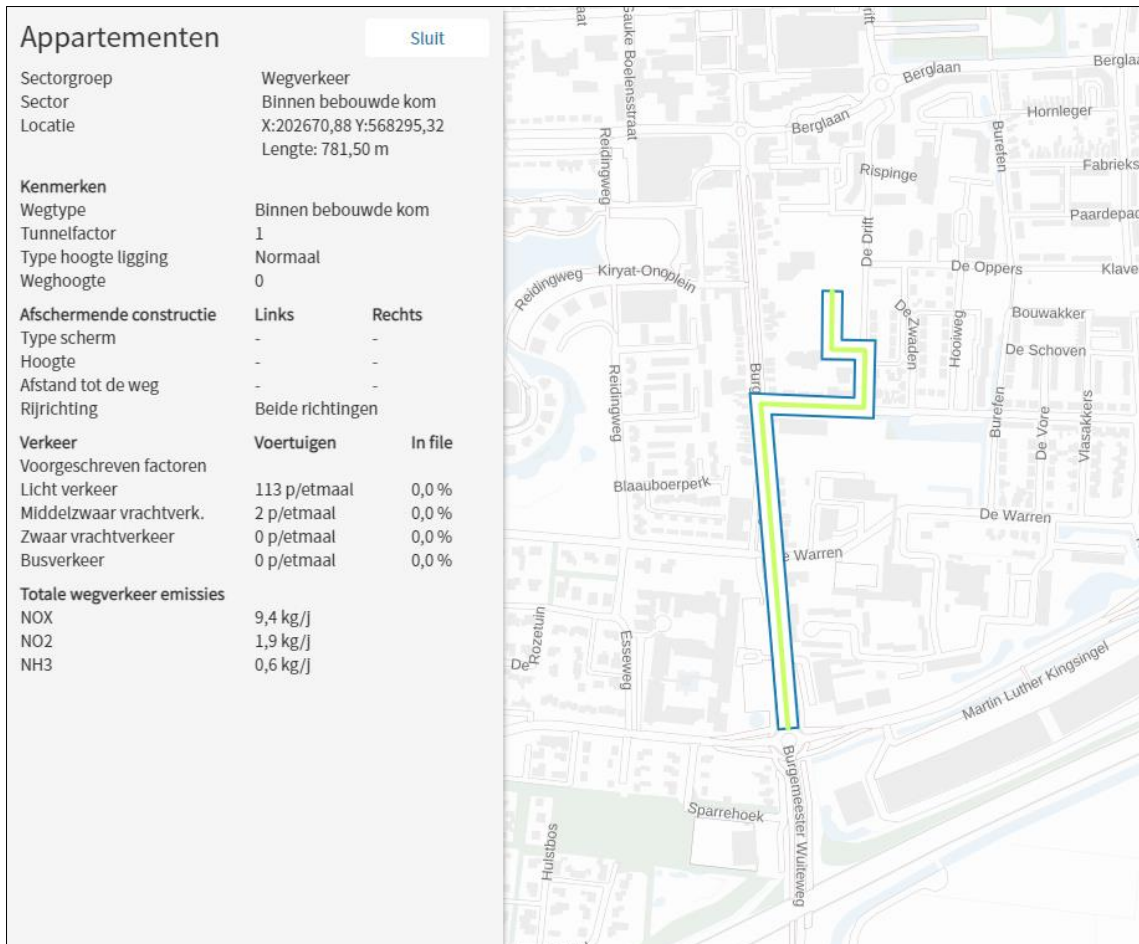 Appartementen
Sluit
Sectorgroep Wegverkeer
Sector Binnen bebouwde kom
Locatie X:202670,88 Y:568295,32
Lengte: 781,50 m
Kenmerken
Wegtype Binnen bebouwde kom
Tunnelfactor 1
Type hoogte ligging Normaal
Weghoogte 0
Afschermende constructie Links Rechts
Type scherm - -
Hoogte - -
Afstand tot de weg - -
Rijrichting Beide richtingen
Verkeer Voertuigen In file
Voorgeschreven factoren
Licht verkeer 113 p/etmaal 0,0 %
Middelzwaar vrachtverk. 2 p/etmaal 0,0 %
Zwaar vrachtverkeer 0 p/etmaal 0,0 %
Busverkeer 0 p/etmaal 0,0 %
Totale wegverkeer emissies
NOX 9,4 kg/j
NO2 1,9 kg/j
NH3 0,6 kg/j
aat
Gauke Boelensstraat
rift
Berglaan
Bergla
Hornleger
Berglaan
Burefen
Reidingweg
Rispinge
Fabrieks
Paardepad
De Drift
Reidingweg
Kiryat-Onoplein
De Oppers
Klave
De Zwaden
Hooiweg
Bouwakker
De Schoven
Burg
Reidingweg
Burefen
De Vore
Vlasakkers
Blaauboerperk
De Warren
e Warren
De Rozetuin
Esseweg
Martin Luther Kingsingel
Burgemeester Wuiteweg
Sparrehoek
Hulstbos